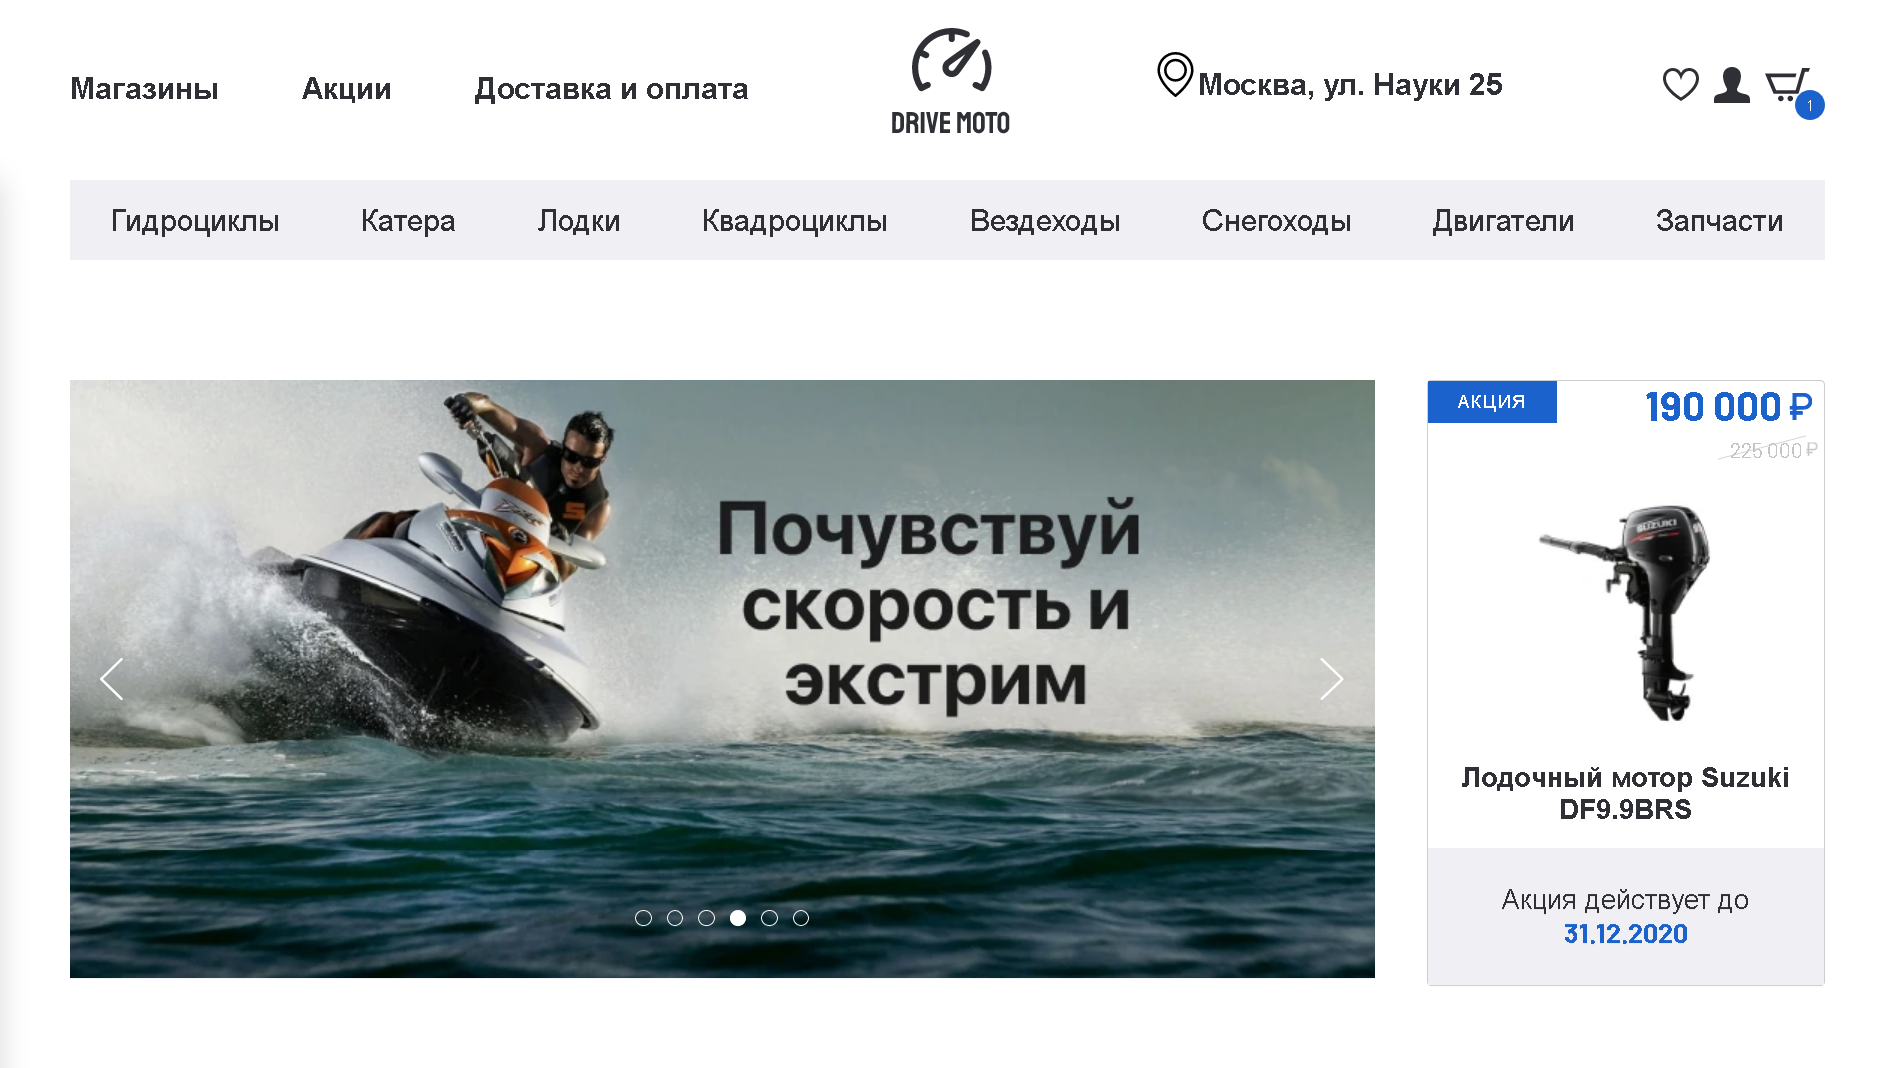 Магазины Акции Доставка и оплата
DRIVE MOTO
Москва, ул. Науки 25
1
Гидроциклы Катера Лодки Квадроциклы Вездеходы Снегоходы Двигатели Запчасти
Почувствуй
скорость и
экстрим
АКЦИЯ
190 000 ₽
225 000 ₽
SUZUKI
Лодочный мотор Suzuki
DF9.9BRS
Акция действует до
31.12.2020